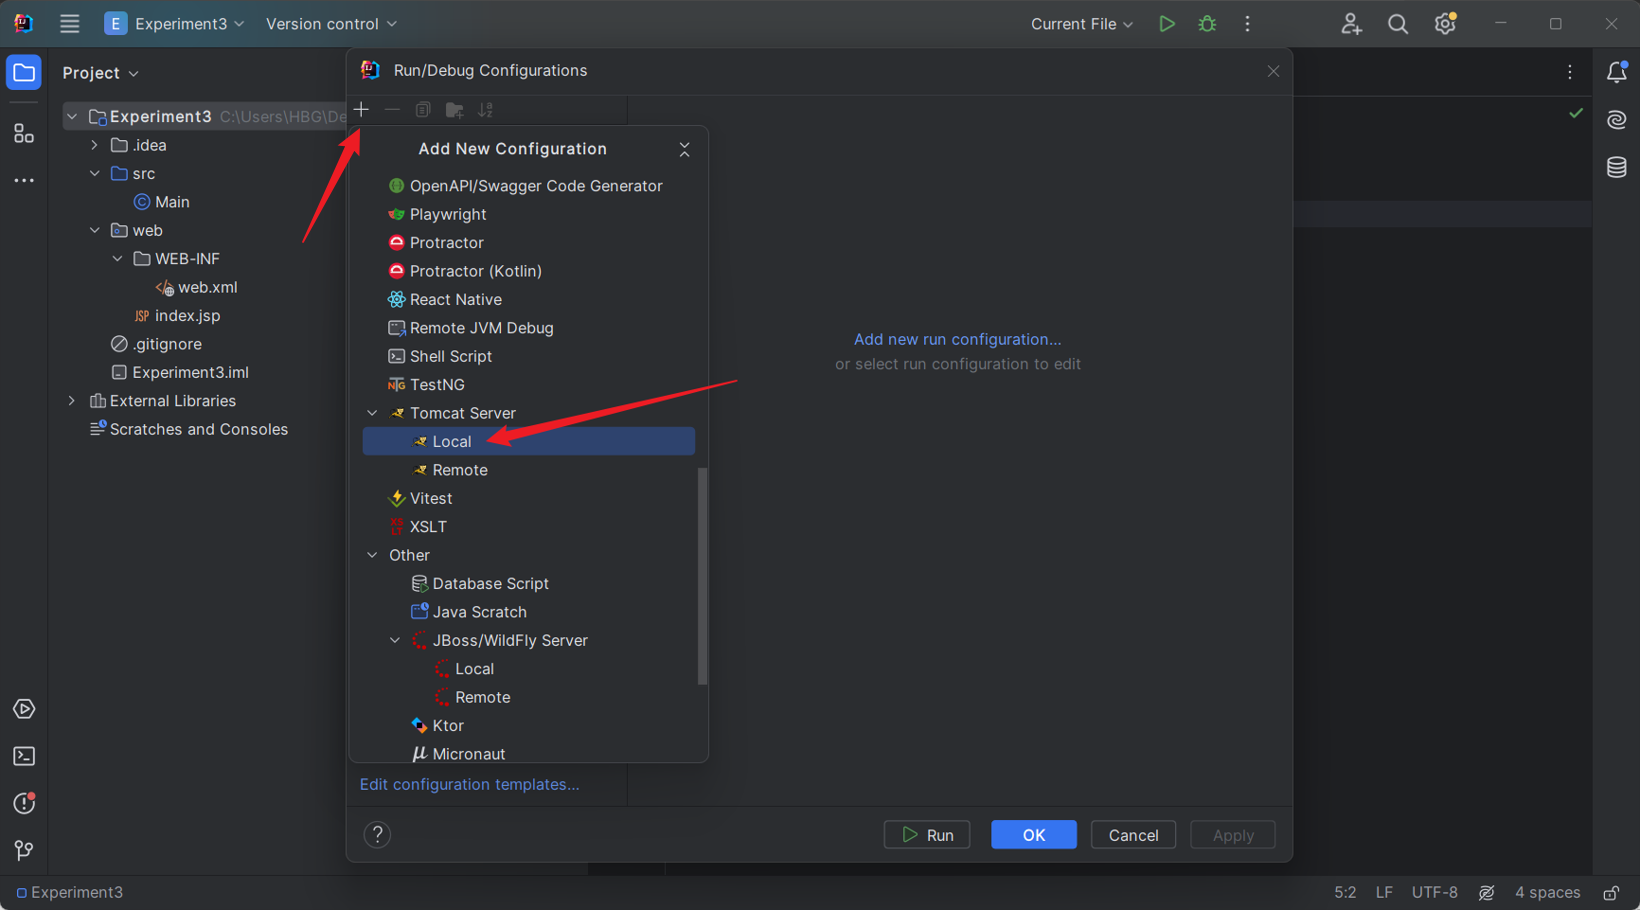 E Experiment3
Version control
Current File
Project
Run/Debug Configurations
Experiment3 C:\Users\HBG\De
.idea
src
Main
web
WEB-INF
web.xml
JSP index.jsp
.gitignore
Experiment3.iml
External Libraries
Scratches and Consoles
Add New Configuration
OpenAPI/Swagger Code Generator
Playwright
Protractor
Protractor (Kotlin)
React Native
Remote JVM Debug
Shell Script
TestNG
Tomcat Server
Local
Remote
Vitest
XSLT
Other
Database Script
Java Scratch
JBoss/WildFly Server
Local
Remote
Ktor
Micronaut
Add new run configuration...
or select run configuration to edit
Edit configuration templates...
?
Run
OK
Cancel
Apply
Experiment3
5:2 LF UTF-8 4 spaces